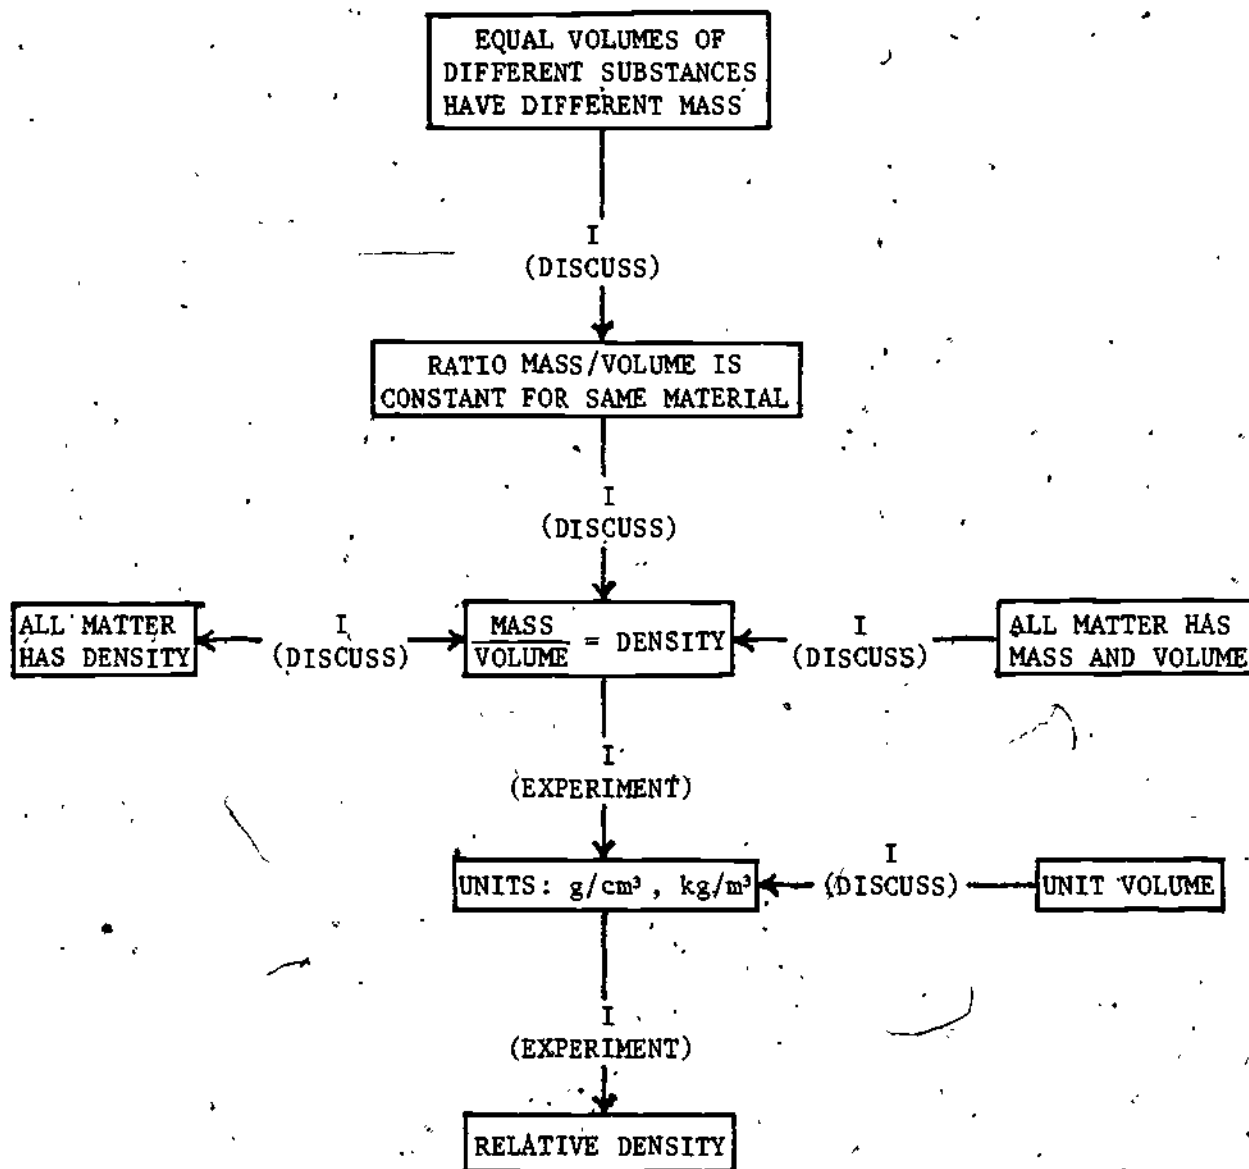 EQUAL VOLUMES OF
DIFFERENT SUBSTANCES
HAVE DIFFERENT MASS
I
(DISCUSS)
RATIO MASS/VOLUME IS
CONSTANT FOR SAME MATERIAL
I
(DISCUSS)
ALL MATTER
HAS DENSITY
I
(DISCUSS)
MASS
VOLUME = DENSITY
I
(DISCUSS)
ALL MATTER HAS
MASS AND VOLUME
I
(EXPERIMENT)
UNITS: g/cm³, kg/m³
I
(DISCUSS)
UNIT VOLUME
I
(EXPERIMENT)
RELATIVE DENSITY